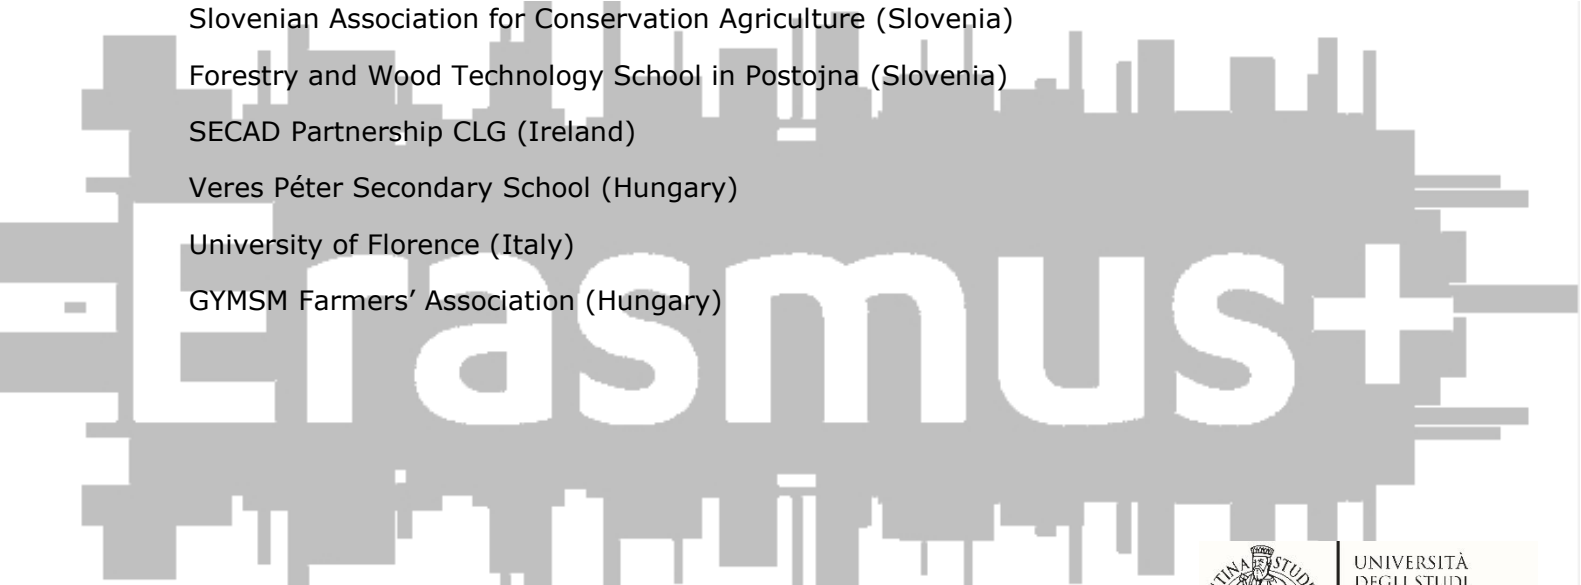 Slovenian Association for Conservation Agriculture (Slovenia)
Forestry and Wood Technology School in Postojna (Slovenia)
SECAD Partnership CLG (Ireland)
Veres Péter Secondary School (Hungary)
University of Florence (Italy)
GYMSM Farmers’ Association (Hungary)
Erasmus+
UNIVERSITÀ
DEGLI STUDI